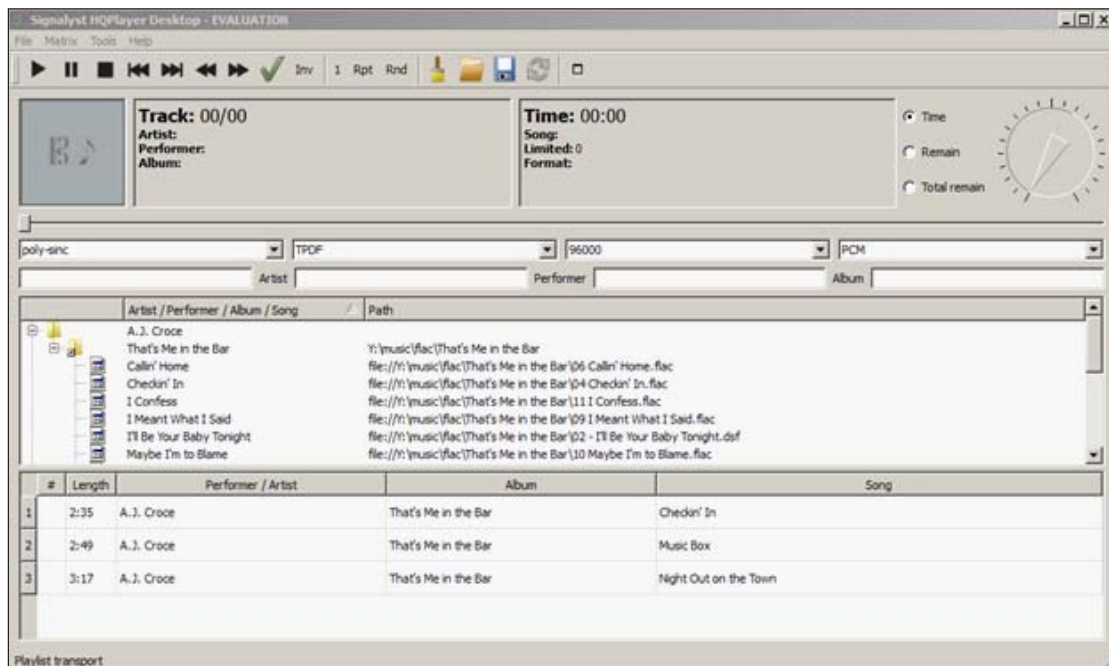 Signalyst HQPlayer Desktop - EVALUATION
File Matrix Tools Help
Inv 1 Rpt Rnd
Track: 00/00
Artist:
Performer:
Album:
Time: 00:00
Song:
Limited: 0
Format:
Time
Remain
Total remain
poly-sinc TPDF 96000 PCM
Artist Performer Album
Artist / Performer / Album / Song Path
A.J. Croce
That's Me in the Bar Y:\music\flac\That's Me in the Bar
Callin' Home file://Y:\music\flac\That's Me in the Bar\06 Callin' Home.flac
Checkin' In file://Y:\music\flac\That's Me in the Bar\04 Checkin' In.flac
I Confess file://Y:\music\flac\That's Me in the Bar\11 I Confess.flac
I Meant What I Said file://Y:\music\flac\That's Me in the Bar\09 I Meant What I Said.flac
I'll Be Your Baby Tonight file://Y:\music\flac\That's Me in the Bar\02 - I'll Be Your Baby Tonight.dsf
Maybe I'm to Blame file://Y:\music\flac\That's Me in the Bar\10 Maybe I'm to Blame.flac
# Length Performer / Artist Album Song
1 2:35 A.J. Croce That's Me in the Bar Checkin' In
2 2:49 A.J. Croce That's Me in the Bar Music Box
3 3:17 A.J. Croce That's Me in the Bar Night Out on the Town
Playlist transport